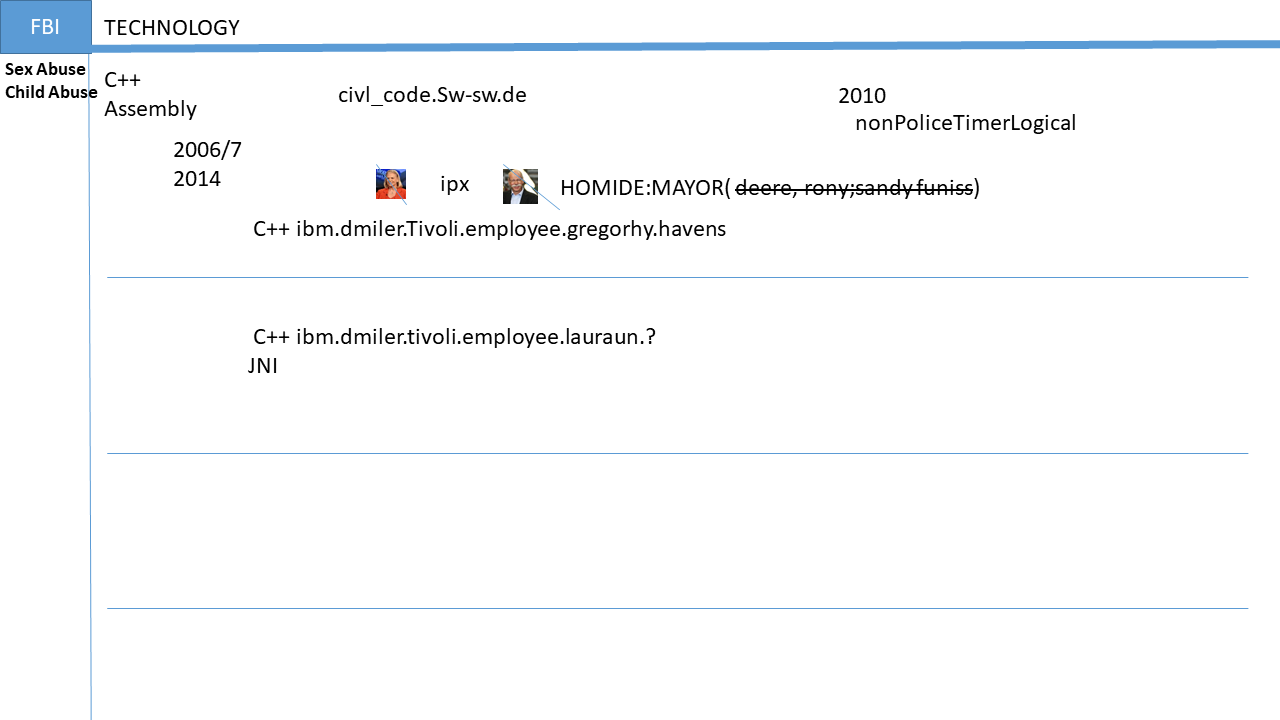 FBI
TECHNOLOGY
Sex Abuse
Child Abuse
C++
Assembly
civl_code.Sw-sw.de
2010
nonPoliceTimerLogical
2006/7
2014
ipx
HOMIDE:MAYOR( deere, rony;sandy funiss)
C++ ibm.dmiler.Tivoli.employee.gregorhy.havens
C++ ibm.dmiler.tivoli.employee.lauraun.?
JNI